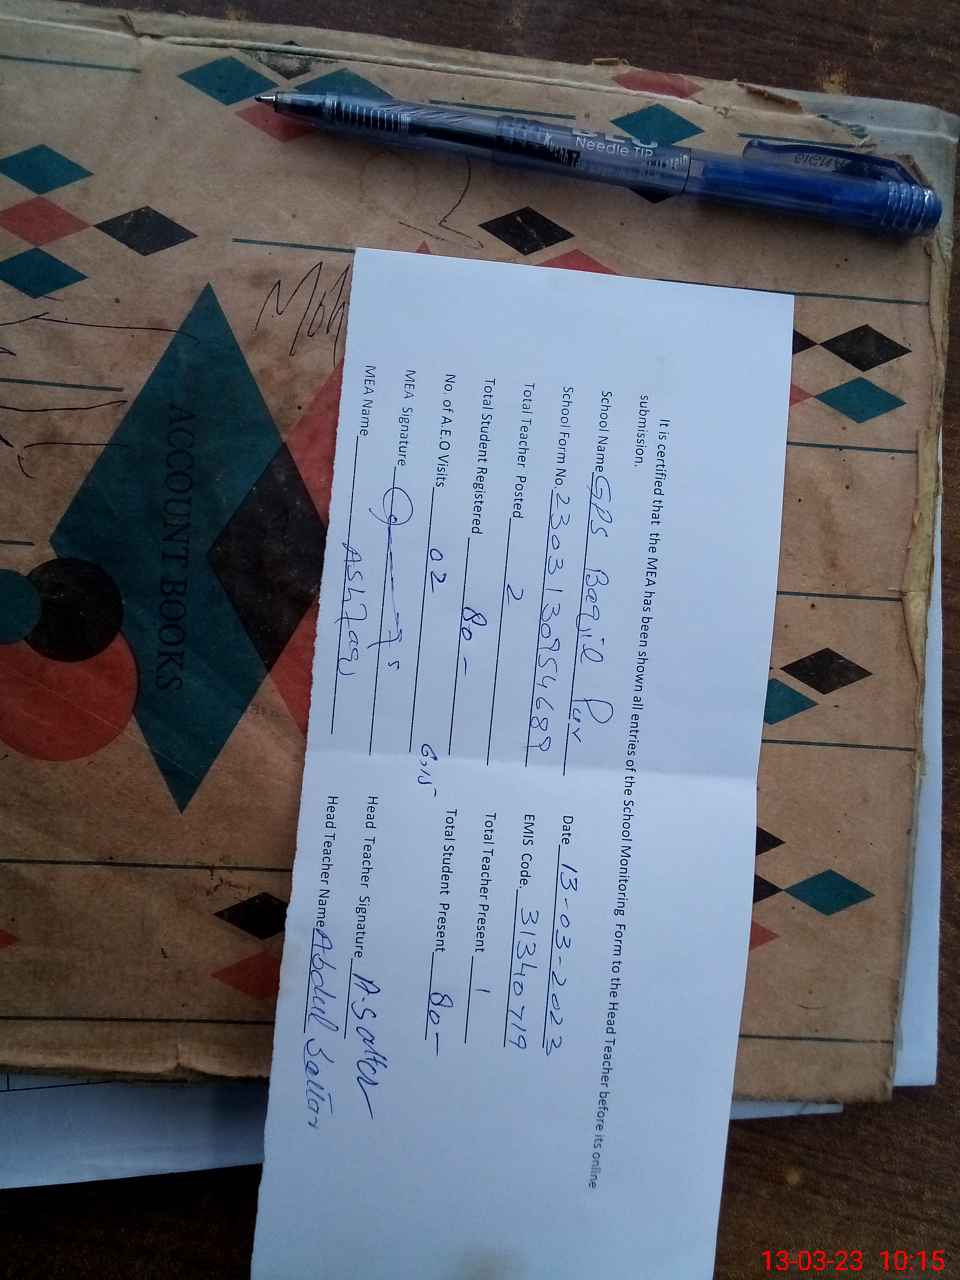 It is certified that the MEA has been shown all entries of the School Monitoring Form to the Head Teacher before its online
submission.
School Name GPS Baqir Pur
School Form No. 2303130954689 Date 13-03-2023
Total Teacher Posted 2 EMIS Code. 31340719
Total Student Registered 80- Total Teacher Present 1
No. of A.E.O Visits 02 Total Student Present 80-
MEA Signature
MEA Name Ashfaq Head Teacher Signature A.Satter
Head Teacher Name Abdul Sattar
Needle TIP
ACCOUNT BOOKS
13-03-23 10:15